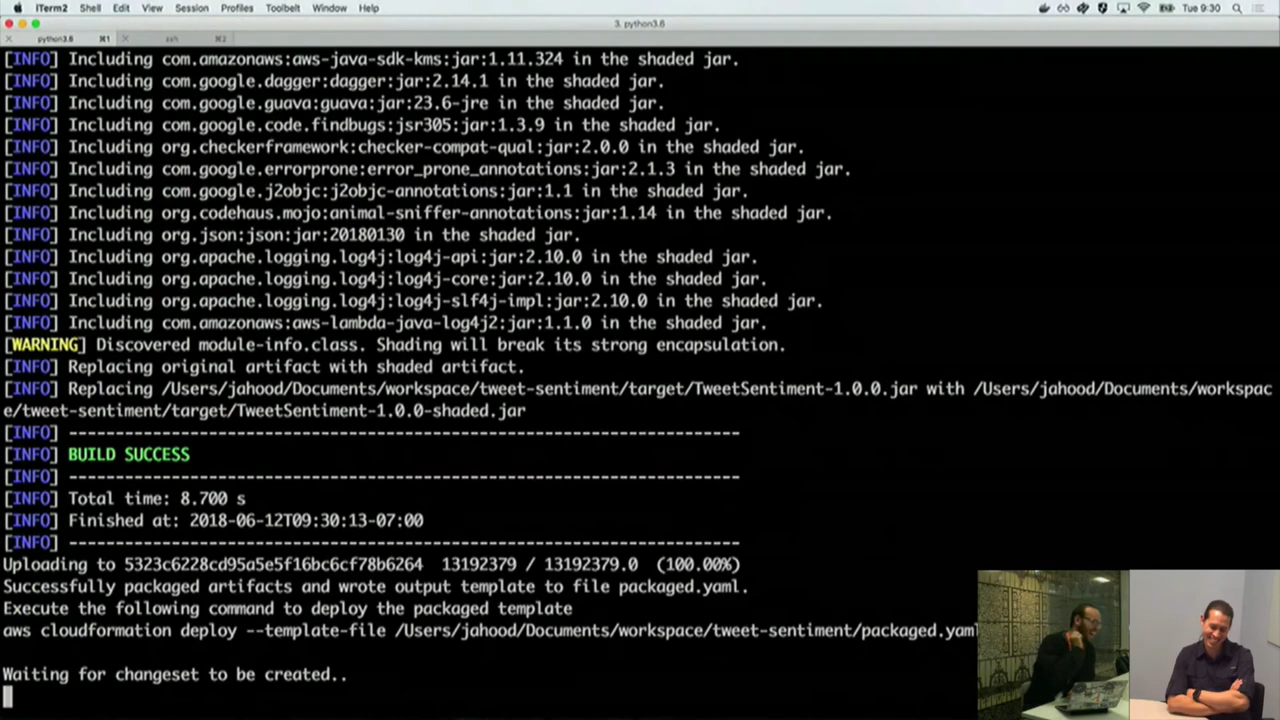 iTerm2 Shell Edit View Session Profiles Toolbelt Window Help Tue 9:30
3. python3.6
python3.6 ⌘1 zsh ⌘2
[INFO] Including com.amazonaws:aws-java-sdk-kms:jar:1.11.324 in the shaded jar.
[INFO] Including com.google.dagger:dagger:jar:2.14.1 in the shaded jar.
[INFO] Including com.google.guava:guava:jar:23.6-jre in the shaded jar.
[INFO] Including com.google.code.findbugs:jsr305:jar:1.3.9 in the shaded jar.
[INFO] Including org.checkerframework:checker-compat-qual:jar:2.0.0 in the shaded jar.
[INFO] Including com.google.errorprone:error_prone_annotations:jar:2.1.3 in the shaded jar.
[INFO] Including com.google.j2objc:j2objc-annotations:jar:1.1 in the shaded jar.
[INFO] Including org.codehaus.mojo:animal-sniffer-annotations:jar:1.14 in the shaded jar.
[INFO] Including org.json:json:jar:20180130 in the shaded jar.
[INFO] Including org.apache.logging.log4j:log4j-api:jar:2.10.0 in the shaded jar.
[INFO] Including org.apache.logging.log4j:log4j-core:jar:2.10.0 in the shaded jar.
[INFO] Including org.apache.logging.log4j:log4j-slf4j-impl:jar:2.10.0 in the shaded jar.
[INFO] Including com.amazonaws:aws-lambda-java-log4j2:jar:1.1.0 in the shaded jar.
[WARNING] Discovered module-info.class. Shading will break its strong encapsulation.
[INFO] Replacing original artifact with shaded artifact.
[INFO] Replacing /Users/jahood/Documents/workspace/tweet-sentiment/target/TweetSentiment-1.0.0.jar with /Users/jahood/Documents/workspac
e/tweet-sentiment/target/TweetSentiment-1.0.0-shaded.jar
[INFO] ------------------------------------------------------------------------
[INFO] BUILD SUCCESS
[INFO] ------------------------------------------------------------------------
[INFO] Total time: 8.700 s
[INFO] Finished at: 2018-06-12T09:30:13-07:00
[INFO] ------------------------------------------------------------------------
Uploading to 5323c6228cd95a5e5f16bc6cf78b6264 13192379 / 13192379.0 (100.00%)
Successfully packaged artifacts and wrote output template to file packaged.yaml.
Execute the following command to deploy the packaged template
aws cloudformation deploy --template-file /Users/jahood/Documents/workspace/tweet-sentiment/packaged.yaml
Waiting for changeset to be created..